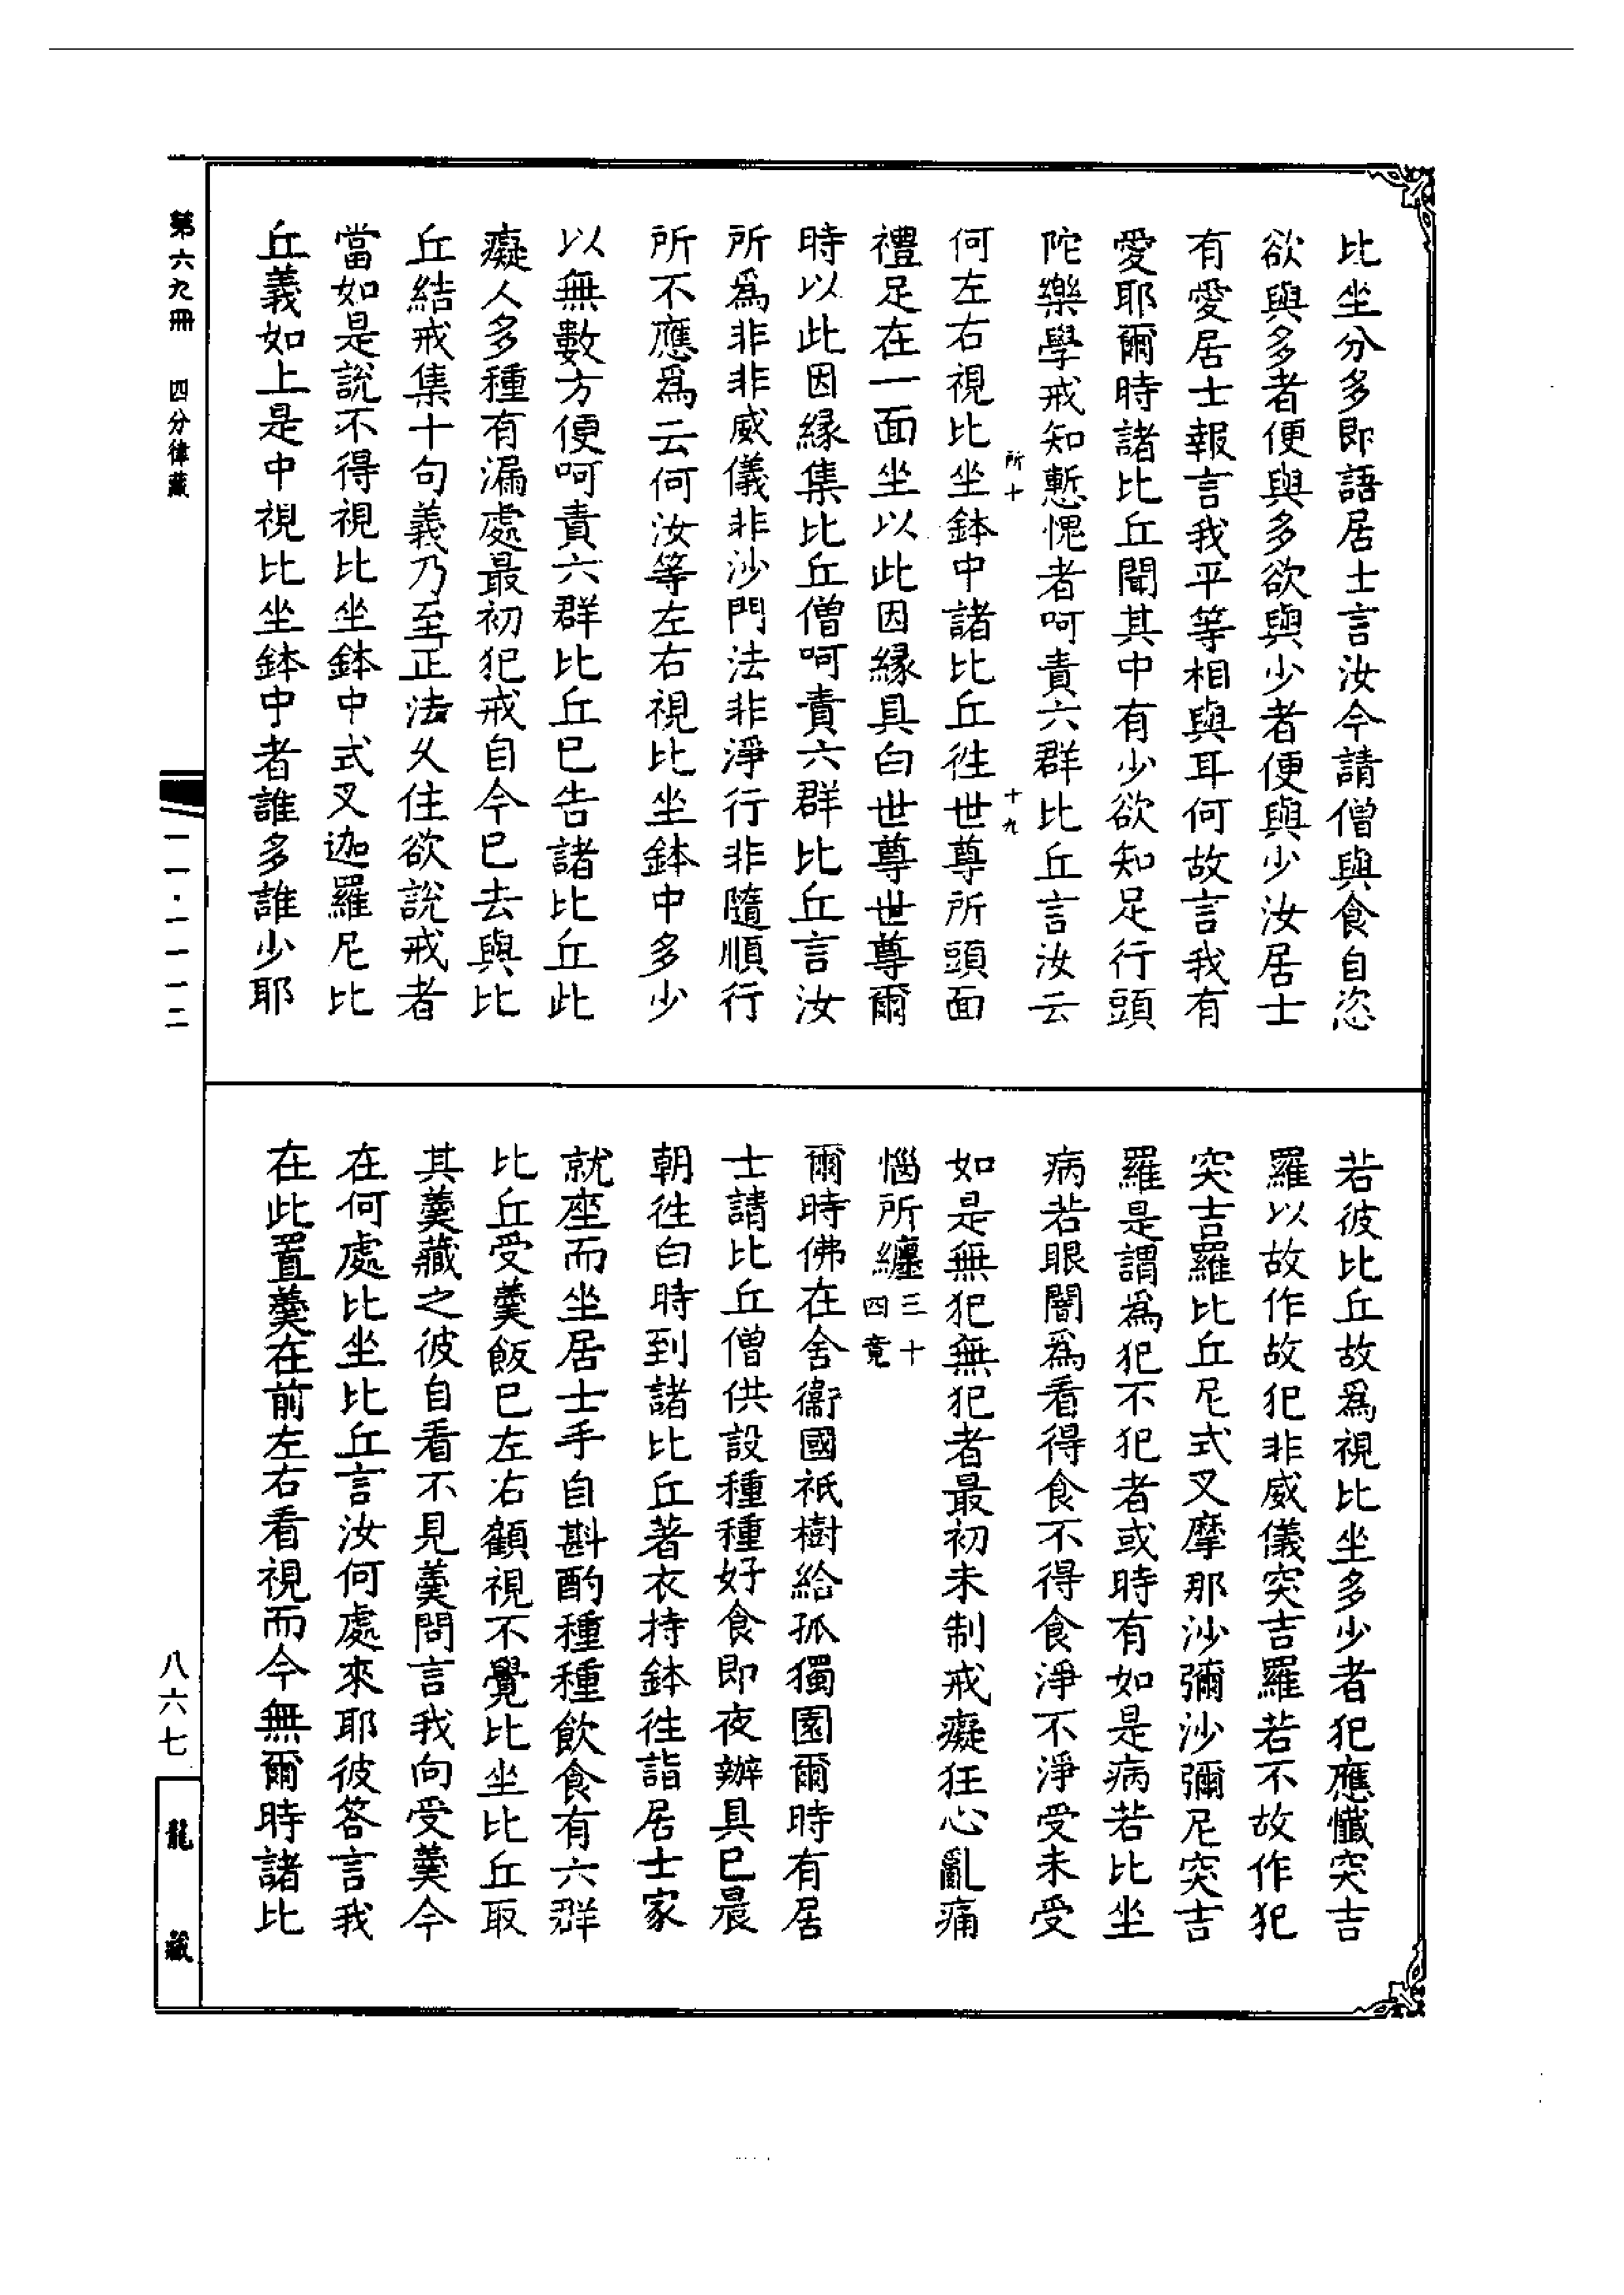 比坐分多即語居士言汝今請僧與食自恣
欲與多者便與多欲與少者便與少汝居士
有愛居士報言我平等相與耳何故言我有
愛耶爾時諸比丘聞其中有少欲知足行頭
陀樂學戒知慙愧者呵責六群比丘言汝云
所十
十九
何左右視比坐鉢中諸比丘徃世尊所頭面
禮足在一面坐以此因緣具白世尊世尊爾
時以此因緣集比丘僧呵責六群比丘言汝
所爲非非威儀非沙門法非淨行非隨順行
所不應爲云何汝等左右視比坐鉢中多少
以無數方便呵責六群比丘巳告諸比丘此
癡人多種有漏處最初犯戒自今巳去與比
丘結戒集十句義乃至正法乆住欲說戒者
當如是說不得視比坐鉢中式叉迦羅尼比
丘義如上是中視比坐鉢中者誰多誰少耶
第六九冊 四分律藏
一一·一一一二
若彼比丘故爲視比坐多少者犯應懺突吉
羅以故作故犯非威儀突吉羅若不故作犯
突吉羅比丘尼式叉摩那沙彌沙彌尼突吉
羅是謂爲犯不犯者或時有如是病若比坐
病若眼闇爲看得食不得食淨不淨受未受
如是無犯無犯者最初未制戒癡狂心亂痛
惱所纏三十四竟
爾時佛在舍衞國祇樹給孤獨園爾時有居
士請比丘僧供設種種好食即夜辦具巳晨
朝徃白時到諸比丘著衣持鉢徃詣居士家
就座而坐居士手自斟酌種種飲食有六群
比丘受羹飯巳左右顧視不覺比坐比丘取
其羹藏之彼自看不見羹問言我向受羹今
在何處比坐比丘言汝何處來耶彼答言我
在此置羹在前左右看視而今無爾時諸比
八六七
龍藏